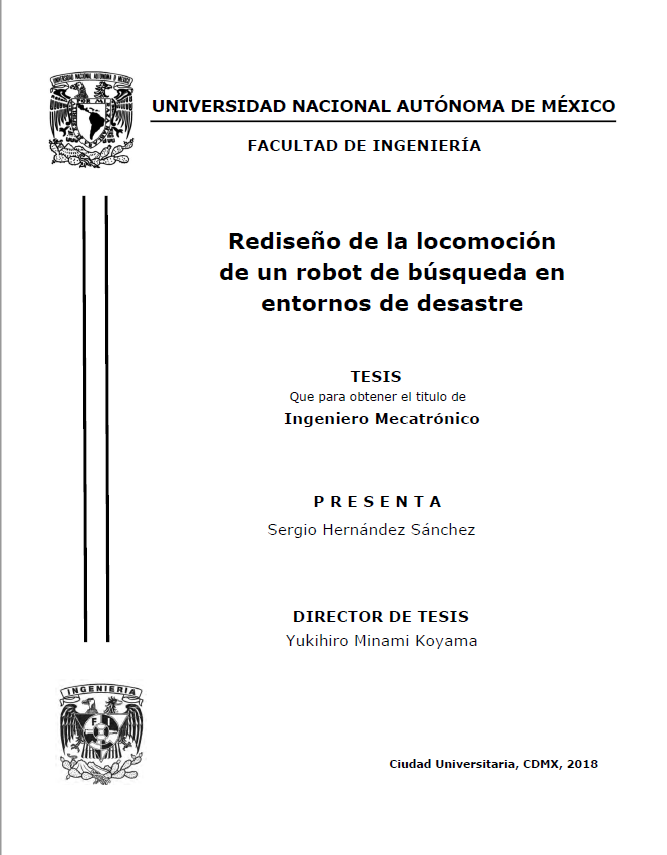 UNIVERSIDAD NACIONAL AUTÓNOMA DE MÉXICO
FACULTAD DE INGENIERÍA
Rediseño de la locomoción
de un robot de búsqueda en
entornos de desastre
TESIS
Que para obtener el titulo de
Ingeniero Mecatrónico
P R E S E N T A
Sergio Hernández Sánchez
DIRECTOR DE TESIS
Yukihiro Minami Koyama
INGENIERIA
Ciudad Universitaria, CDMX, 2018